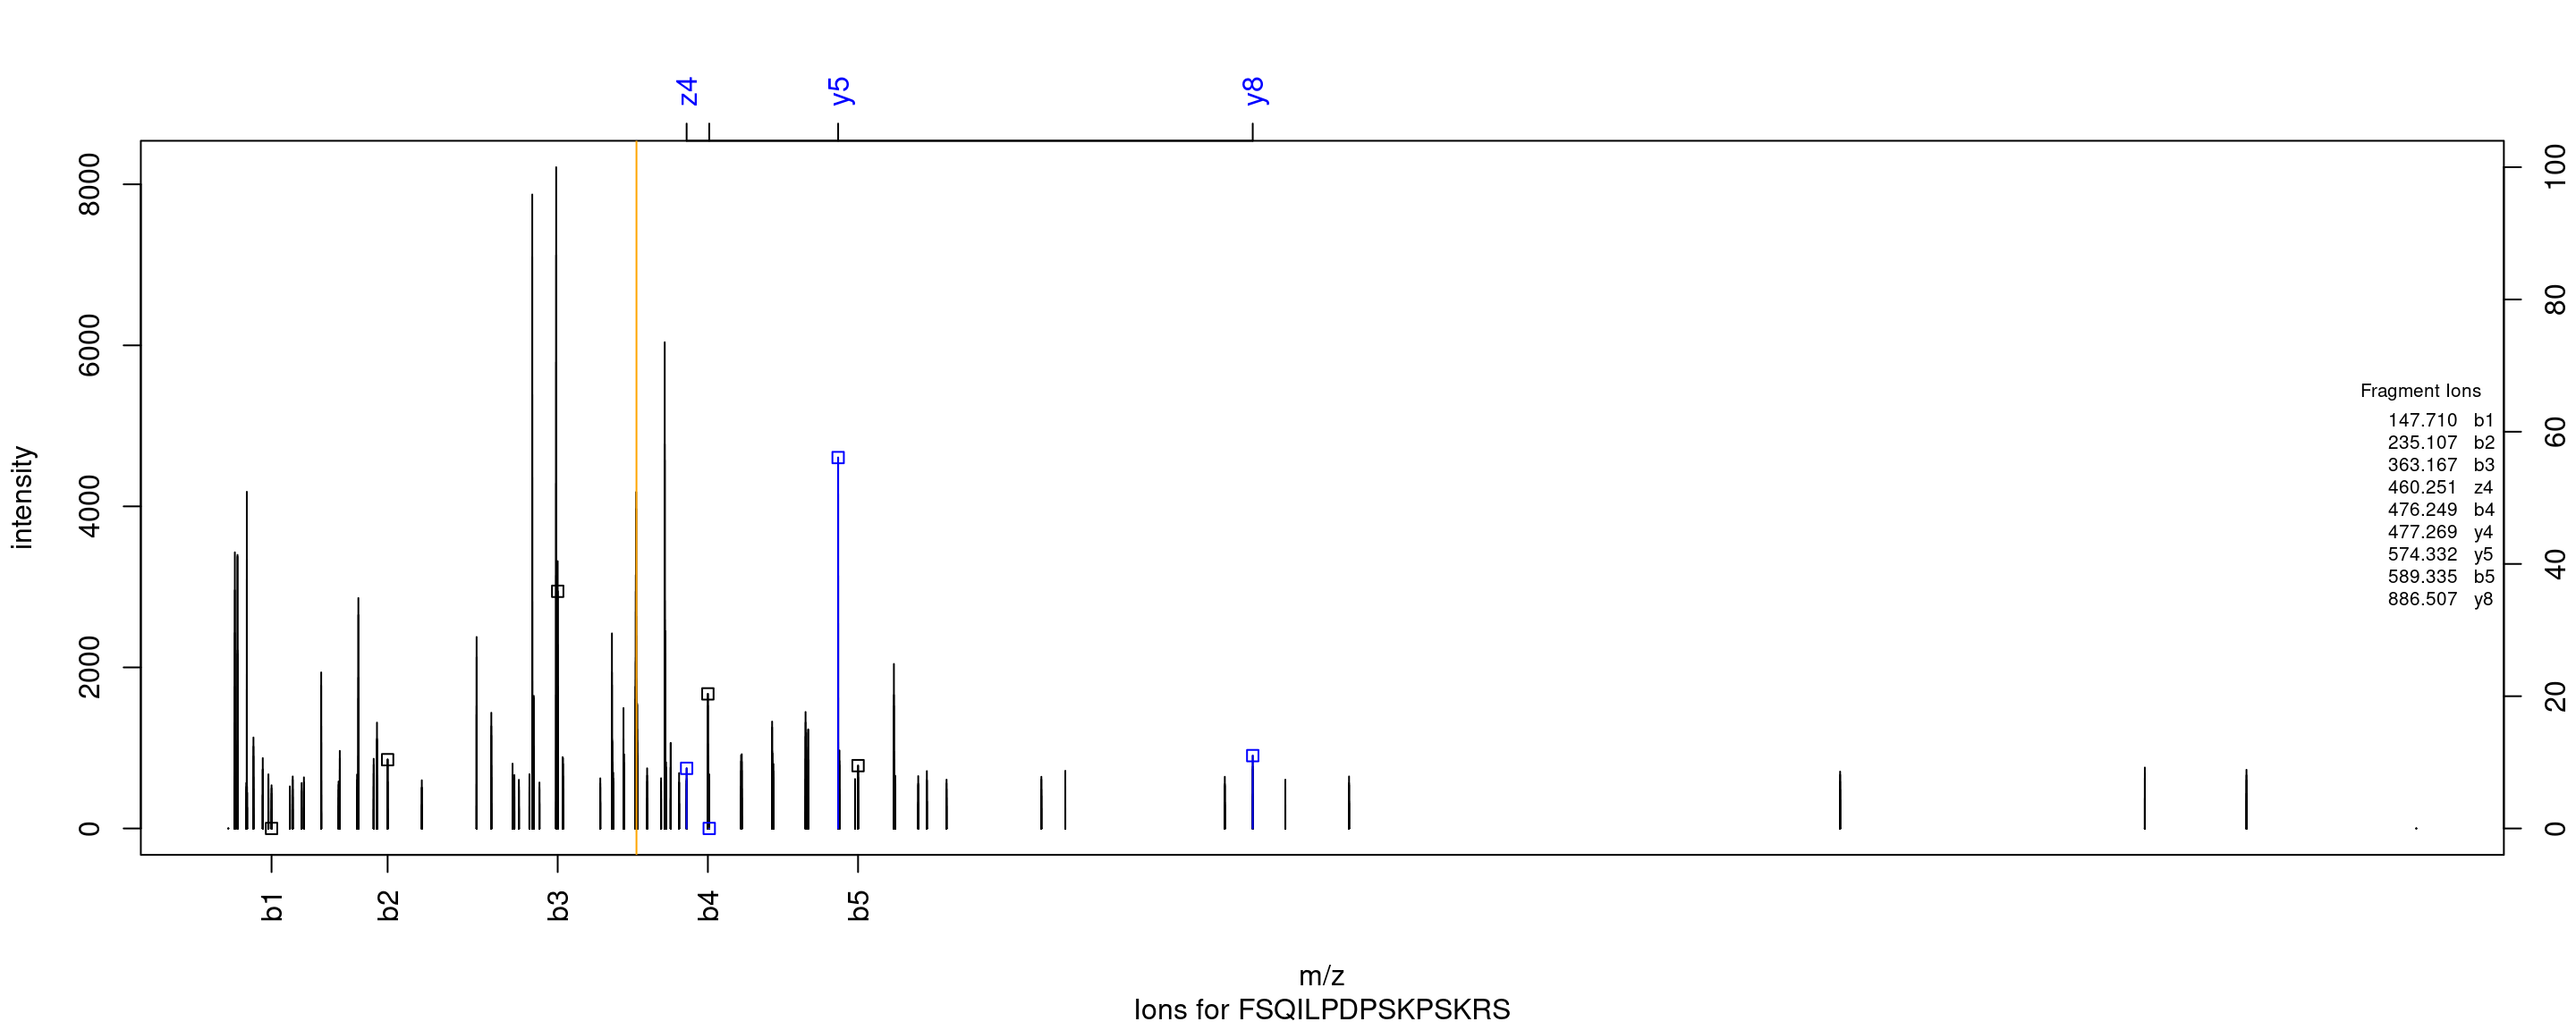 z4 y5 y8
8000
6000
4000
2000
0
intensity
100
80
60
40
20
0
Fragment Ions
147.710 b1
235.107 b2
363.167 b3
460.251 z4
476.249 b4
477.269 y4
574.332 y5
589.335 b5
886.507 y8
b1 b2 b3 b4 b5
m/z
Ions for FSQILPDPSKPSKRS